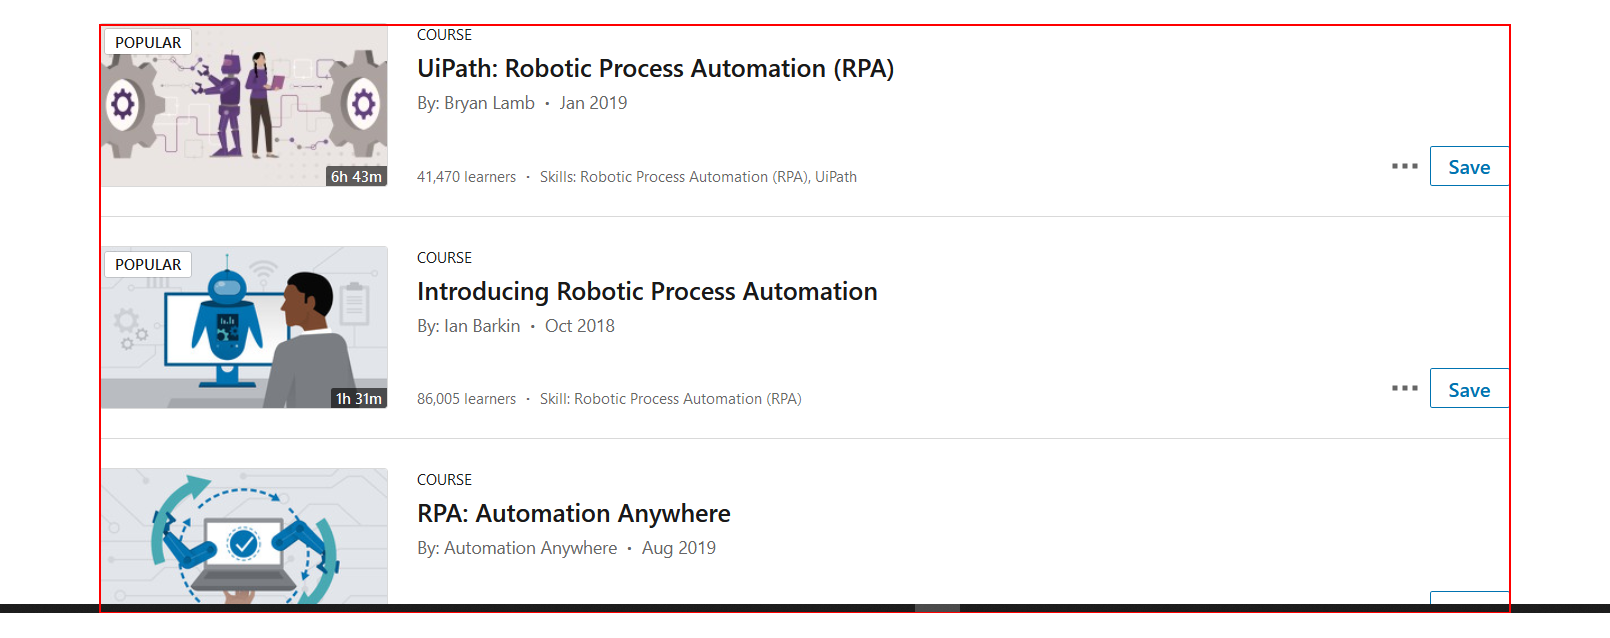 POPULAR
COURSE
UiPath: Robotic Process Automation (RPA)
By: Bryan Lamb • Jan 2019
6h 43m
41,470 learners • Skills: Robotic Process Automation (RPA), UiPath
Save
POPULAR
COURSE
Introducing Robotic Process Automation
By: Ian Barkin • Oct 2018
1h 31m
86,005 learners • Skill: Robotic Process Automation (RPA)
Save
COURSE
RPA: Automation Anywhere
By: Automation Anywhere • Aug 2019